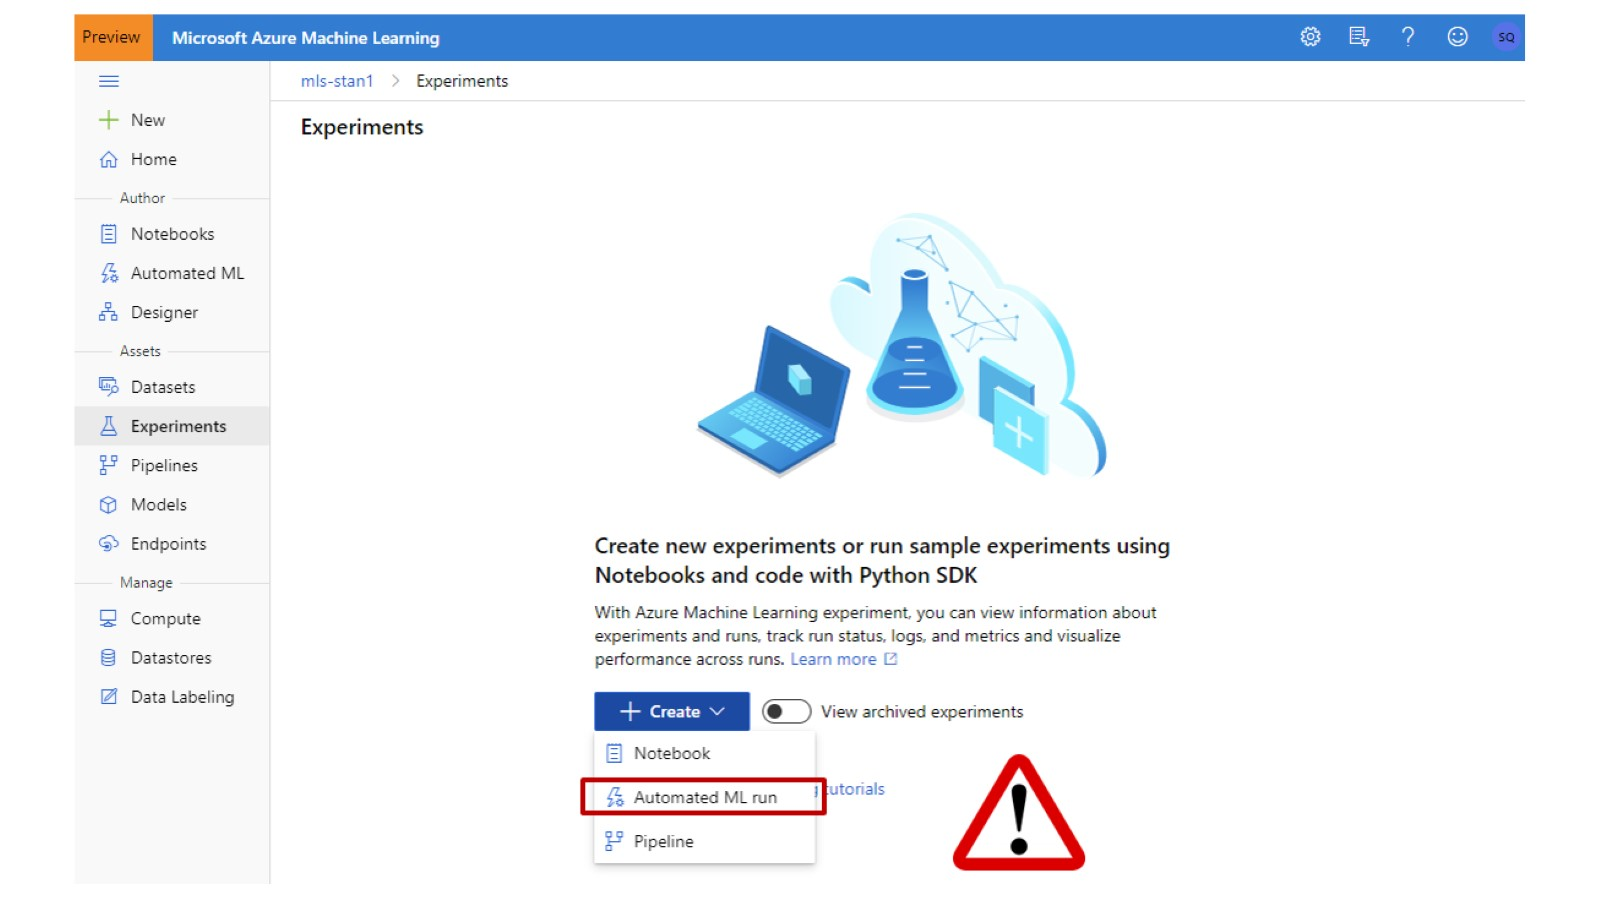 Preview
Microsoft Azure Machine Learning
SQ
mls-stan1 > Experiments
New
Home
Author
Notebooks
Automated ML
Designer
Assets
Datasets
Experiments
Pipelines
Models
Endpoints
Manage
Compute
Datastores
Data Labeling
Experiments
Create new experiments or run sample experiments using
Notebooks and code with Python SDK
With Azure Machine Learning experiment, you can view information about
experiments and runs, track run status, logs, and metrics and visualize
performance across runs. Learn more
Create
View archived experiments
Notebook
Automated ML run
tutorials
Pipeline